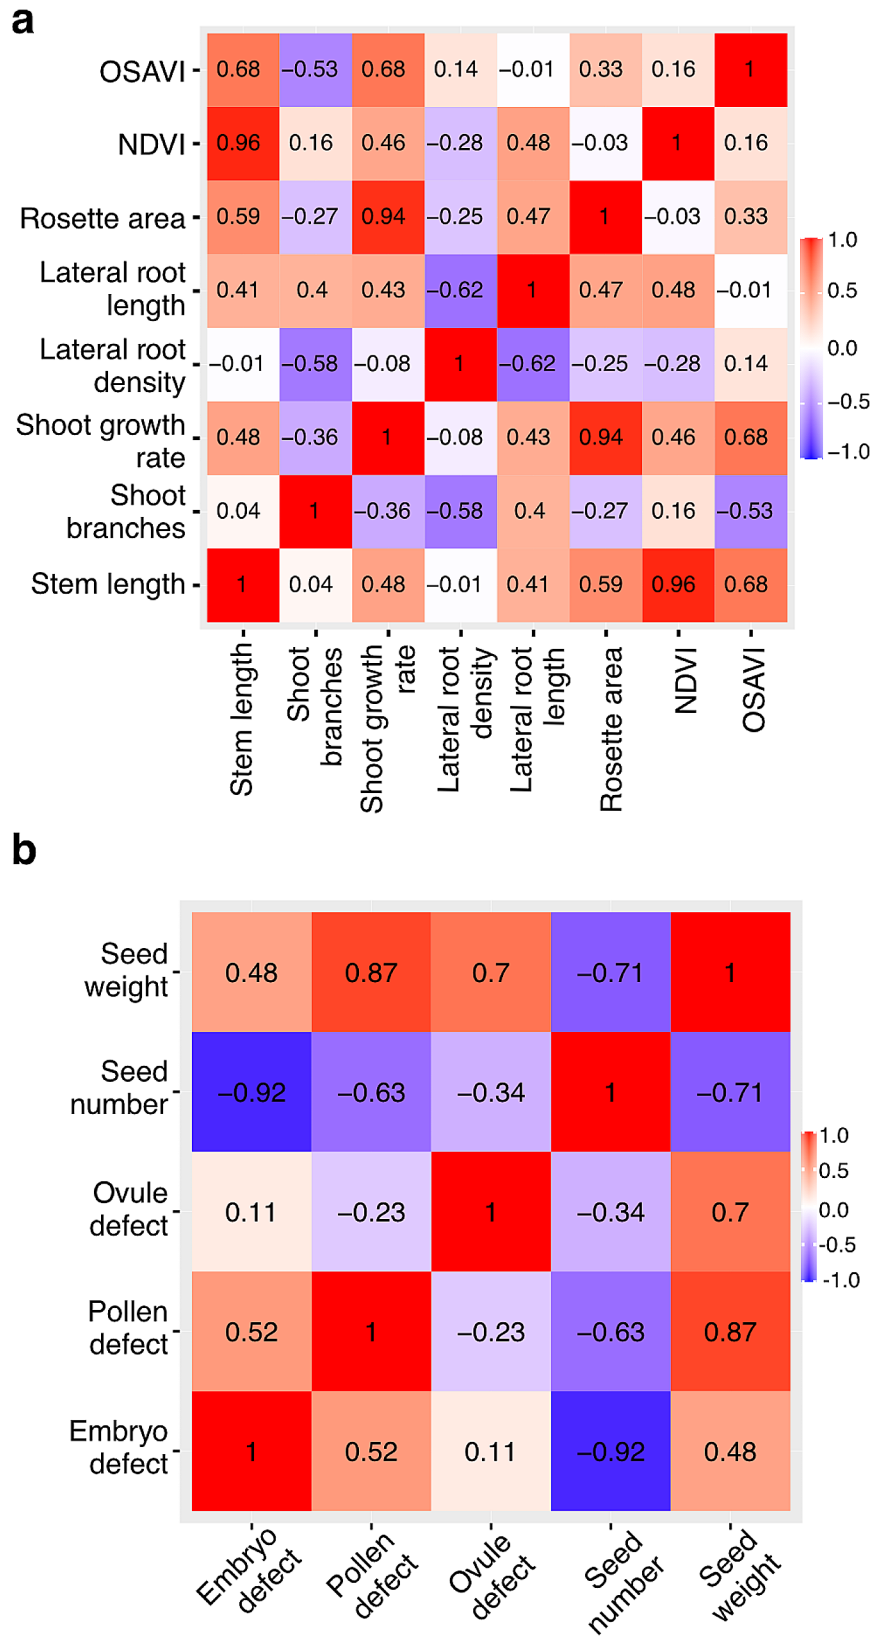 a
OSAVI 0.68 −0.53 0.68 0.14 −0.01 0.33 0.16 1
NDVI 0.96 0.16 0.46 −0.28 0.48 −0.03 1 0.16
Rosette area 0.59 −0.27 0.94 −0.25 0.47 1 −0.03 0.33
Lateral root
length 0.41 0.4 0.43 −0.62 1 0.47 0.48 −0.01
Lateral root
density −0.01 −0.58 −0.08 1 −0.62 −0.25 −0.28 0.14
Shoot growth
rate 0.48 −0.36 1 −0.08 0.43 0.94 0.46 0.68
Shoot
branches 0.04 1 −0.36 −0.58 0.4 −0.27 0.16 −0.53
Stem length 1 0.04 0.48 −0.01 0.41 0.59 0.96 0.68
1.0
0.5
0.0
−0.5
−1.0
Stem length
Shoot
branches
Shoot growth
rate
Lateral root
density
Lateral root
length
Rosette area
NDVI
OSAVI
b
Seed
weight 0.48 0.87 0.7 −0.71 1
Seed
number −0.92 −0.63 −0.34 1 −0.71
Ovule
defect 0.11 −0.23 1 −0.34 0.7
Pollen
defect 0.52 1 −0.23 −0.63 0.87
Embryo
defect 1 0.52 0.11 −0.92 0.48
1.0
0.5
0.0
-0.5
-1.0
Embryo
defect
Pollen
defect
Ovule
defect
Seed
number
Seed
weight